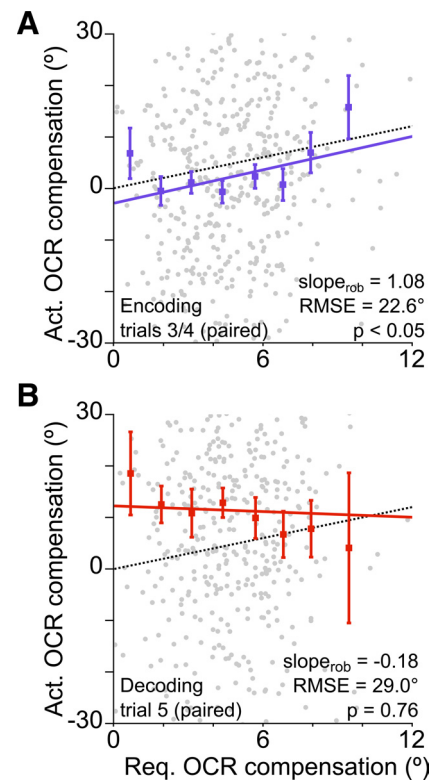 A
Act. OCR compensation (º)
30
0
-30
Encoding
trials 3/4 (paired)
slope_rob = 1.08
RMSE = 22.6°
p < 0.05
0
6
12
B
Act. OCR compensation (º)
30
0
-30
Decoding
trial 5 (paired)
slope_rob = -0.18
RMSE = 29.0°
p = 0.76
0
6
12
Req. OCR compensation (º)